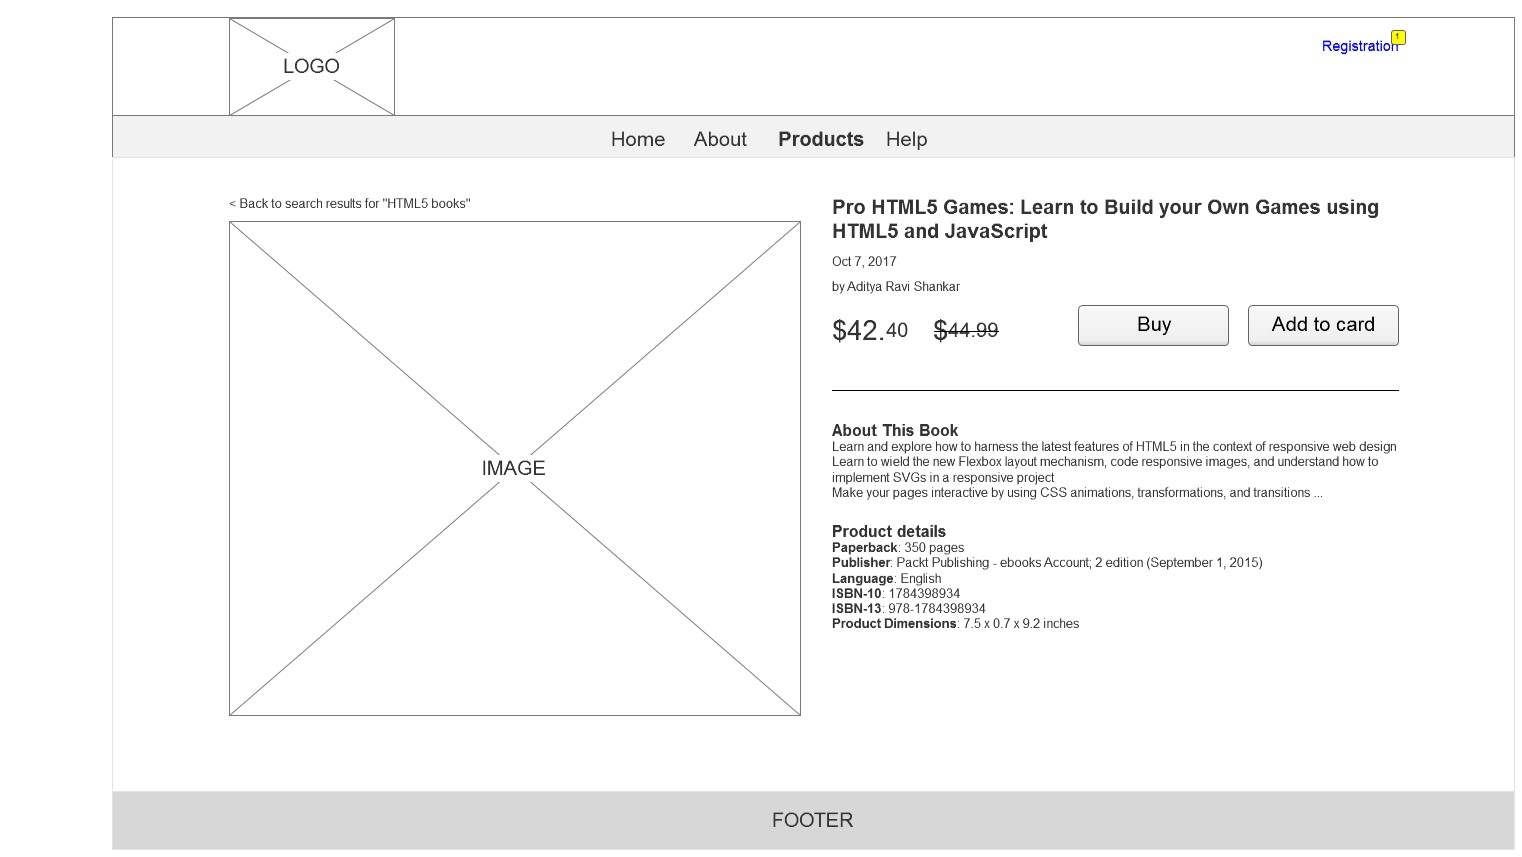 LOGO
Registration
1
Home About Products Help
< Back to search results for "HTML5 books"
IMAGE
Pro HTML5 Games: Learn to Build your Own Games using
HTML5 and JavaScript
Oct 7, 2017
by Aditya Ravi Shankar
$42.40 $44.99
Buy
Add to card
About This Book
Learn and explore how to harness the latest features of HTML5 in the context of responsive web design
Learn to wield the new Flexbox layout mechanism, code responsive images, and understand how to
implement SVGs in a responsive project
Make your pages interactive by using CSS animations, transformations, and transitions ...
Product details
Paperback: 350 pages
Publisher: Packt Publishing - ebooks Account; 2 edition (September 1, 2015)
Language: English
ISBN-10: 1784398934
ISBN-13: 978-1784398934
Product Dimensions: 7.5 x 0.7 x 9.2 inches
FOOTER